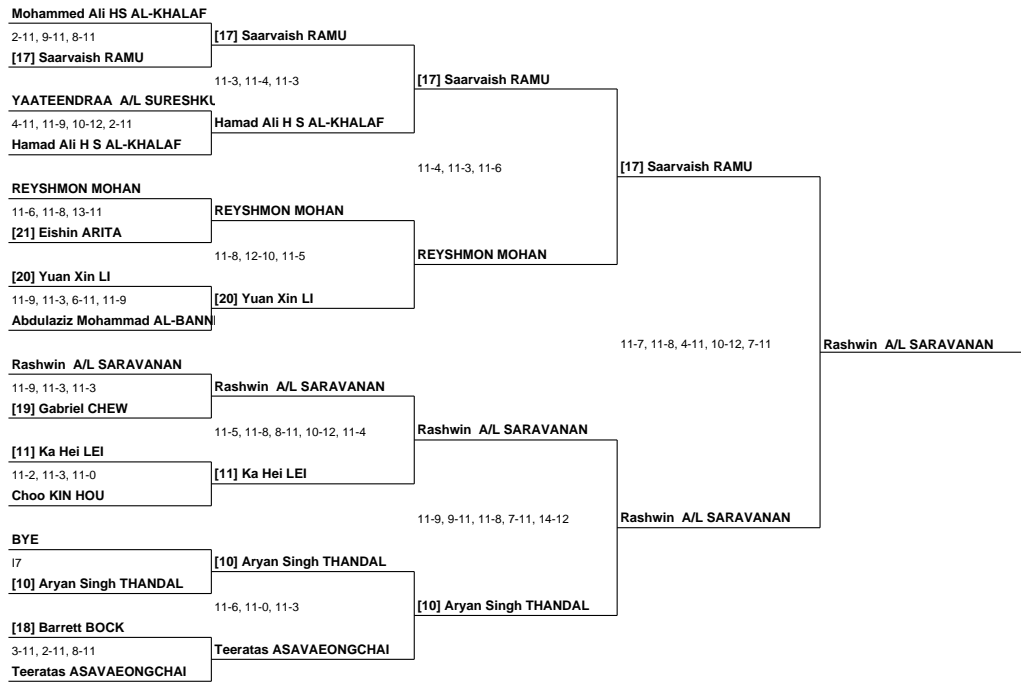 Mohammed Ali HS AL-KHALAF
2-11, 9-11, 8-11
[17] Saarvaish RAMU
YAATEENDRAA A/L SURESHKU
4-11, 11-9, 10-12, 2-11
Hamad Ali H S AL-KHALAF
REYSHMON MOHAN
11-6, 11-8, 13-11
[21] Eishin ARITA
[20] Yuan Xin LI
11-9, 11-3, 6-11, 11-9
Abdulaziz Mohammad AL-BANN
Rashwin A/L SARAVANAN
11-9, 11-3, 11-3
[19] Gabriel CHEW
[11] Ka Hei LEI
11-2, 11-3, 11-0
Choo KIN HOU
BYE
I7
[10] Aryan Singh THANDAL
[18] Barrett BOCK
3-11, 2-11, 8-11
Teeratas ASAVAEONGCHAI
[17] Saarvaish RAMU
11-3, 11-4, 11-3
Hamad Ali H S AL-KHALAF
REYSHMON MOHAN
11-8, 12-10, 11-5
[20] Yuan Xin LI
Rashwin A/L SARAVANAN
11-5, 11-8, 8-11, 10-12, 11-4
[11] Ka Hei LEI
[10] Aryan Singh THANDAL
11-6, 11-0, 11-3
Teeratas ASAVAEONGCHAI
[17] Saarvaish RAMU
11-4, 11-3, 11-6
REYSHMON MOHAN
Rashwin A/L SARAVANAN
11-9, 9-11, 11-8, 7-11, 14-12
[10] Aryan Singh THANDAL
[17] Saarvaish RAMU
11-7, 11-8, 4-11, 10-12, 7-11
Rashwin A/L SARAVANAN
Rashwin A/L SARAVANAN